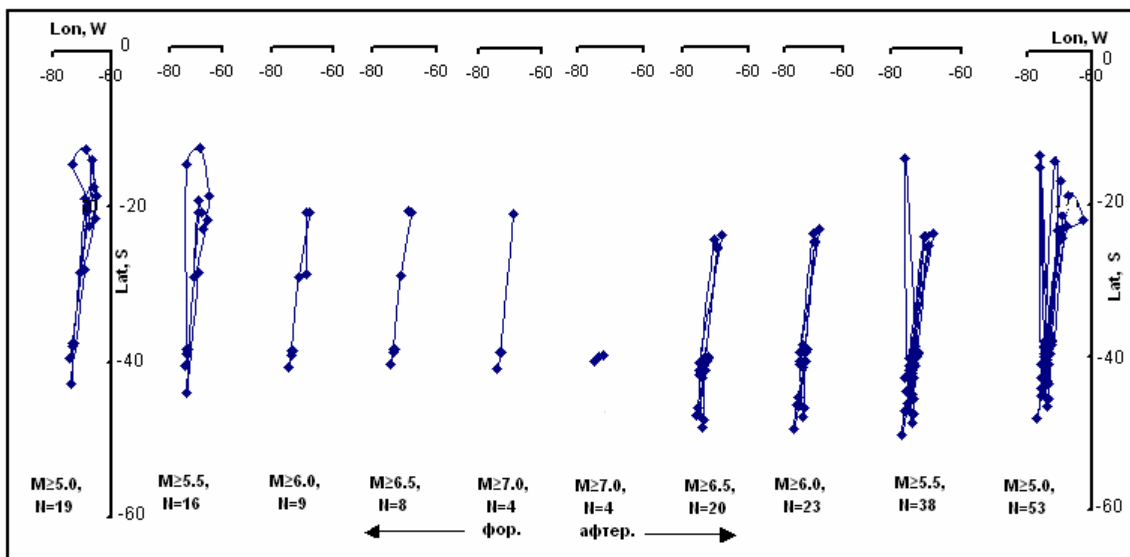 Lon, W
Lon, W
0
0
-80 -60
-80 -60
-80 -60
-80 -60
-80 -60
-80 -60
-80 -60
-80 -60
-80 -60
-80 -60
-20
-20
Lat, S
Lat, S
-40
-40
M≥5.0,
N=19
M≥5.5,
N=16
M≥6.0,
N=9
M≥6.5,
N=8
M≥7.0,
N=4
M≥7.0,
N=4
M≥6.5,
N=20
M≥6.0,
N=23
M≥5.5,
N=38
M≥5.0,
N=53
-60
-60
фор. афтер.